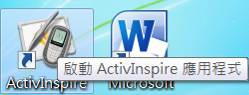 W
啟動 ActivInspire 應用程式
ActivInspire
Microsoft